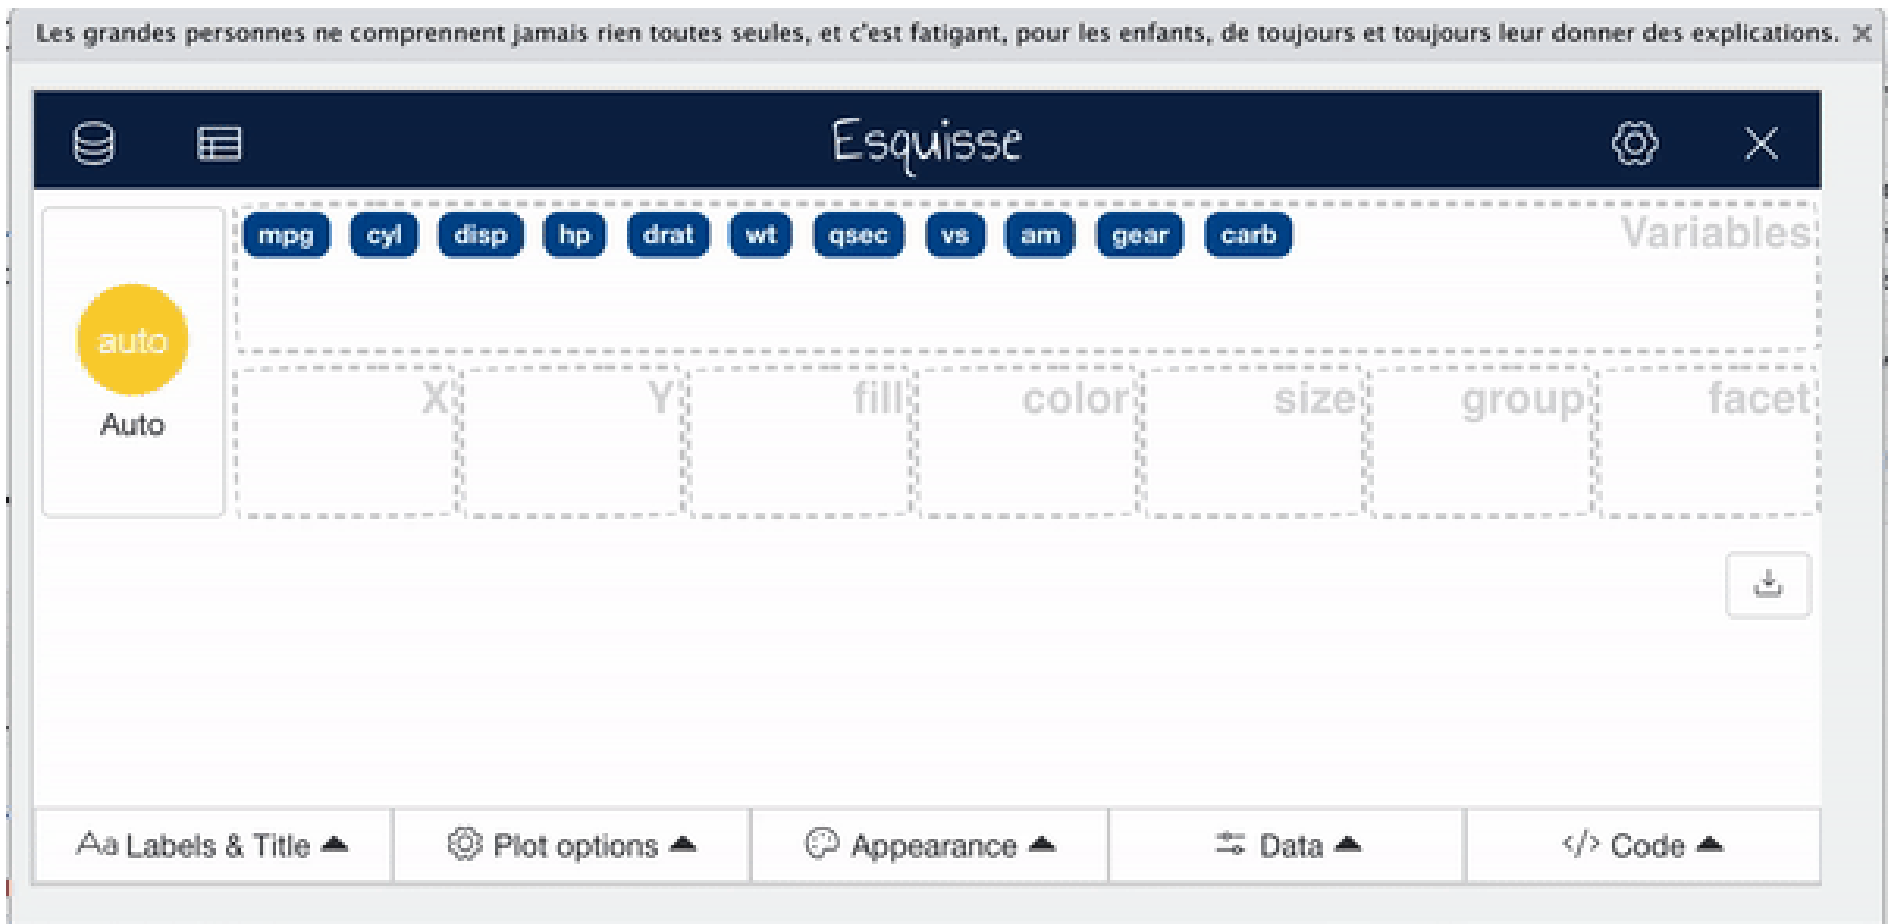 Les grandes personnes ne comprennent jamais rien toutes seules, et c'est fatigant, pour les enfants, de toujours et toujours leur donner des explications.
Esquisse
mpg cyl disp hp drat wt qsec vs am gear carb Variables
auto
Auto
X Y fill color size group facet
Aa Labels & Title Plot options Appearance Data </> Code